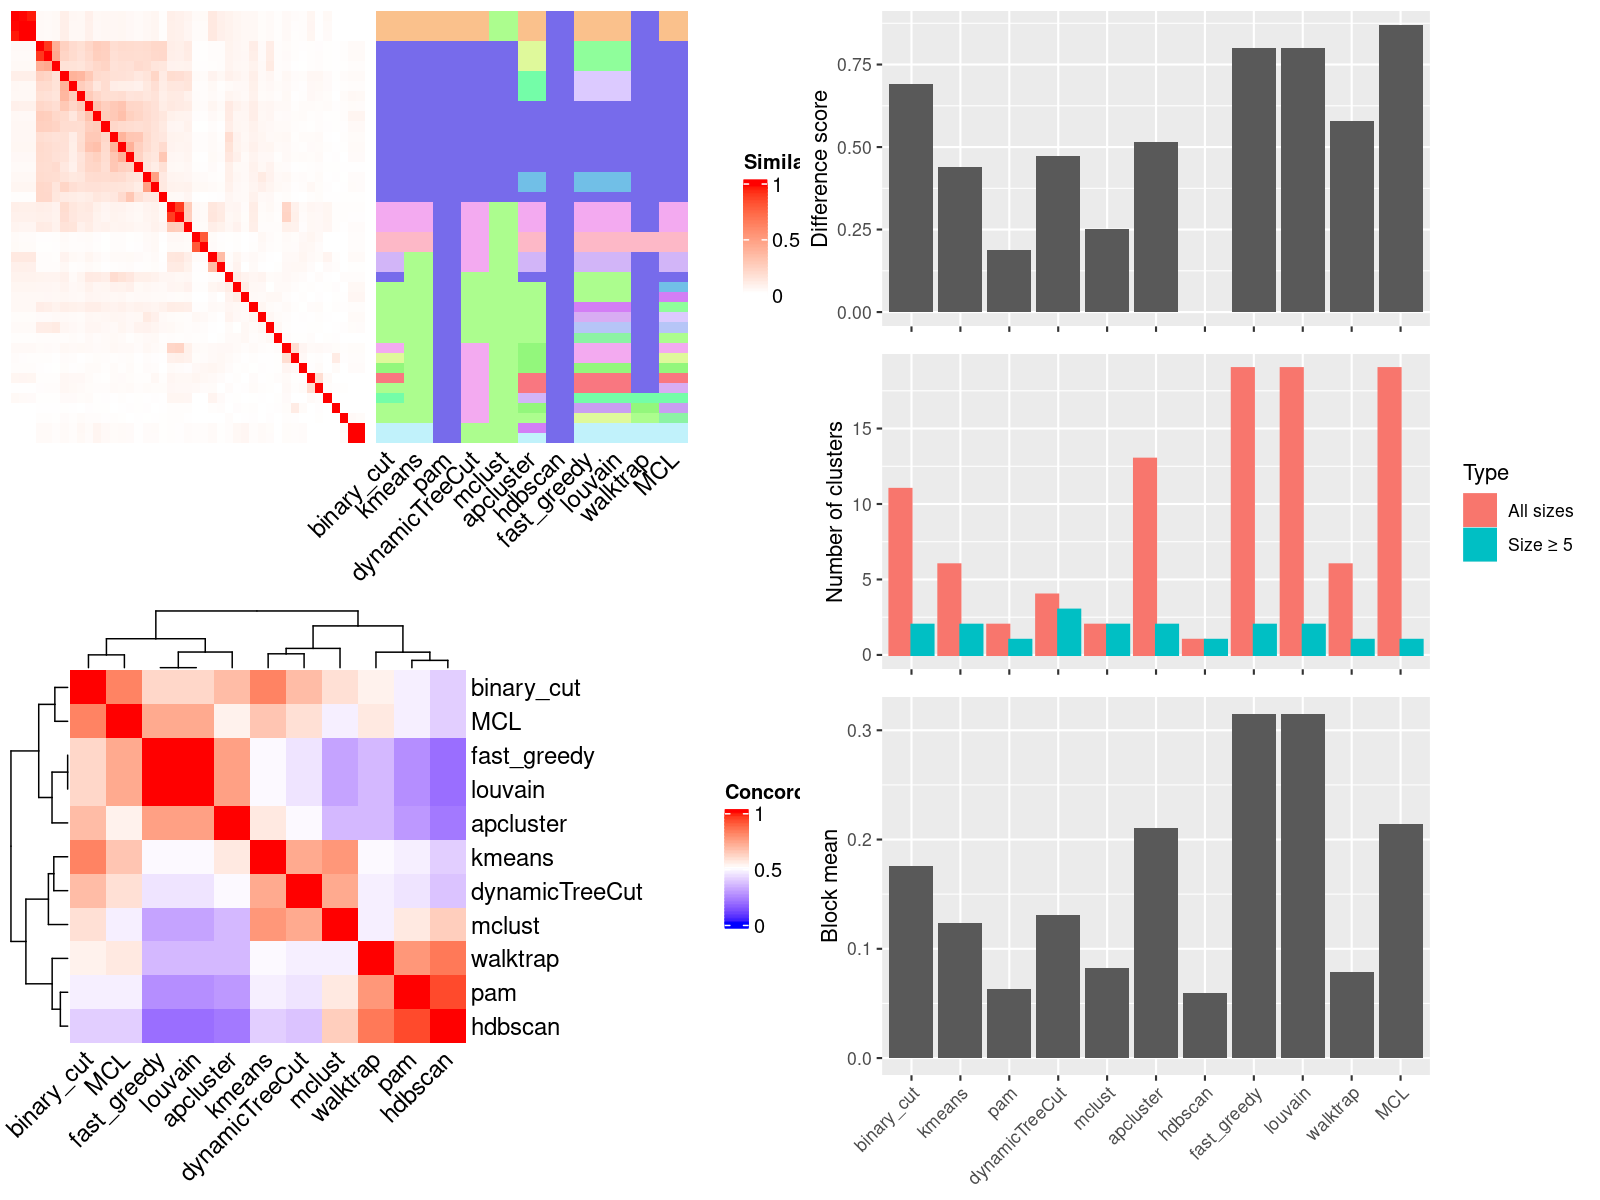 Simila
1
0.5
0
binary_cut
kmeans
pam
dynamicTreeCut
mclust
apcluster
hdbscan
fast_greedy
louvain
walktrap
MCL
Difference score
0.75
0.50
0.25
0.00
Number of clusters
15
10
5
0
Type
All sizes
Size ≥ 5
binary_cut
MCL
fast_greedy
louvain
apcluster
kmeans
dynamicTreeCut
mclust
walktrap
pam
hdbscan
binary_cut
MCL
fast_greedy
louvain
apcluster
kmeans
dynamicTreeCut
mclust
walktrap
pam
hdbscan
Concord
1
0.5
0
Block mean
0.3
0.2
0.1
0.0
binary_cut
kmeans
pam
dynamicTreeCut
mclust
apcluster
hdbscan
fast_greedy
louvain
walktrap
MCL